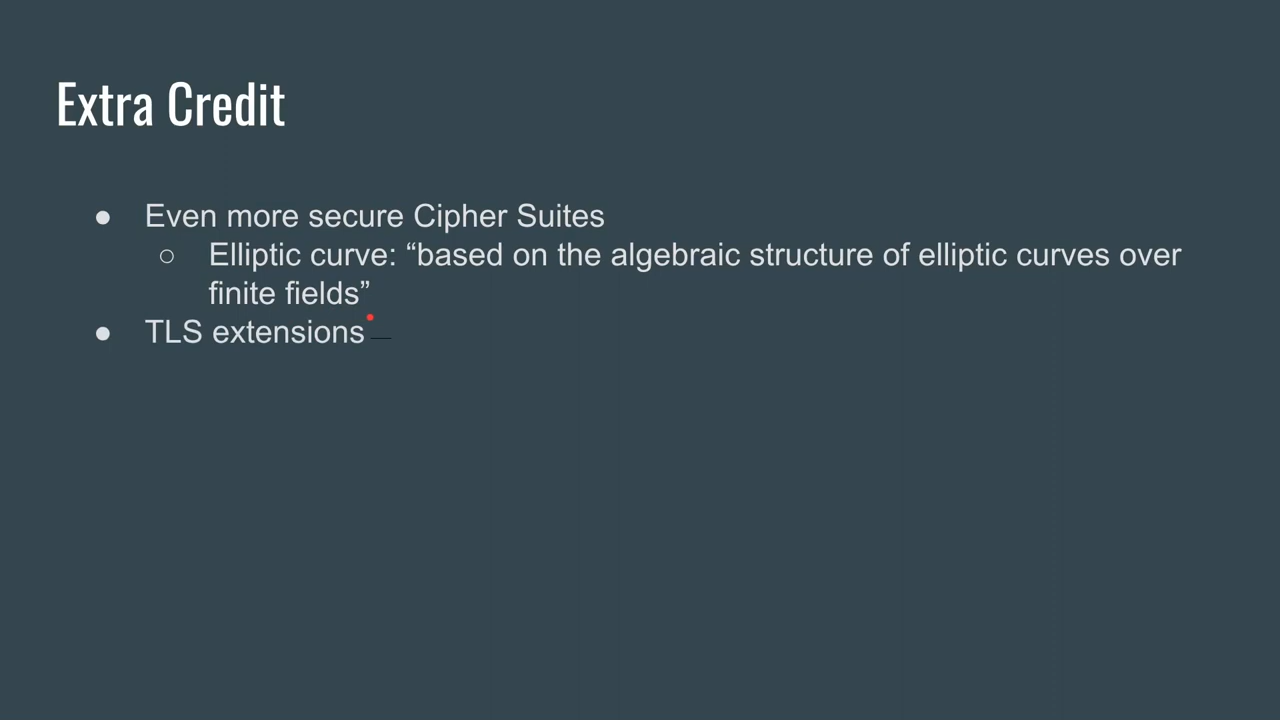 Extra Credit
● Even more secure Cipher Suites
○ Elliptic curve: “based on the algebraic structure of elliptic curves over
finite fields”
● TLS extensions